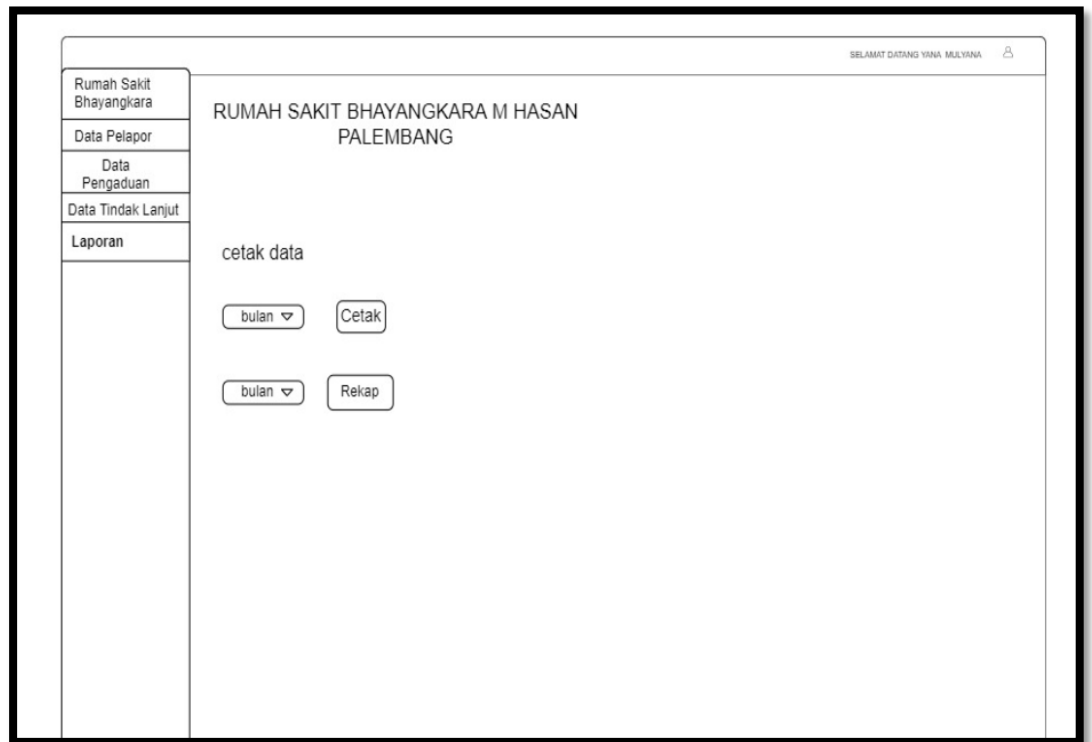 SELAMAT DATANG YANA MULYANA
Rumah Sakit
Bhayangkara
Data Pelapor
Data
Pengaduan
Data Tindak Lanjut
Laporan
RUMAH SAKIT BHAYANGKARA M HASAN
PALEMBANG
cetak data
bulan
Cetak
bulan
Rekap